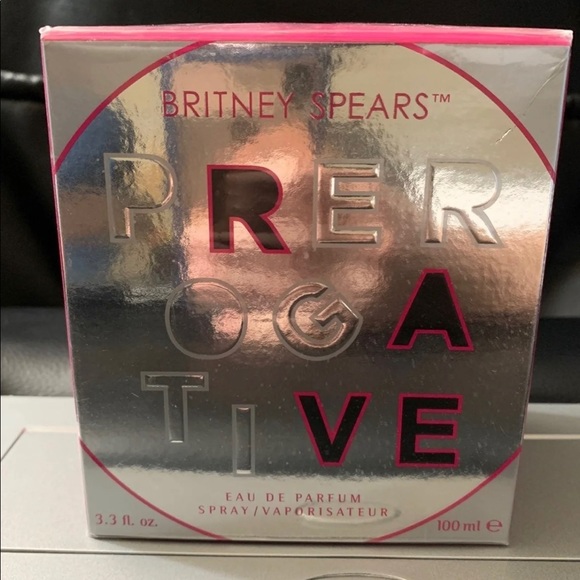 BRITNEY SPEARS™
PRER
OGA
TIVE
EAU DE PARFUM
SPRAY/VAPORISATEUR
3.3 fl. oz.
100 ml ℮